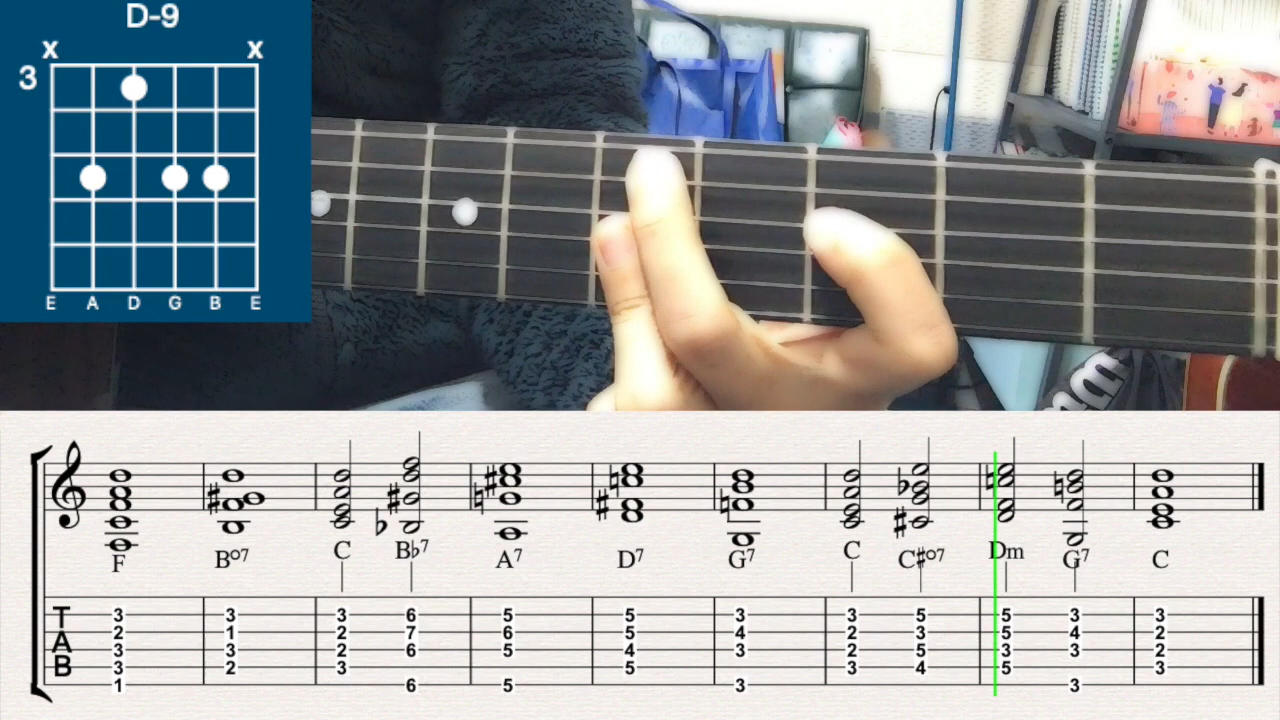 D-9
x x
3
E A D G B E
F B°⁷ C B♭⁷ A⁷ D⁷ G⁷ C C♯°⁷ Dm G⁷ C
T 3 3 3 6 5 5 3 3 5 5 3 3
2 1 2 7 6 5 4 2 3 5 4 2
A 3 3 2 6 5 4 3 2 5 3 3 2
B 3 2 3 5 3 4 5 3
1 6 5 3 3